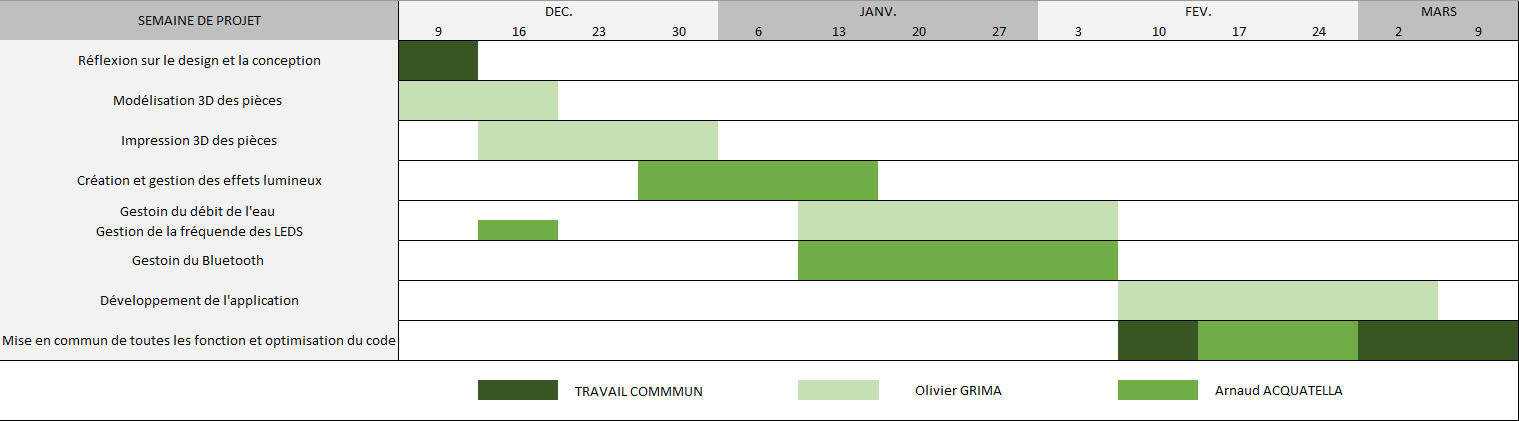 SEMAINE DE PROJET
DEC. JANV. FEV. MARS
9 16 23 30 6 13 20 27 3 10 17 24 2 9
Réflexion sur le design et la conception
Modélisation 3D des pièces
Impression 3D des pièces
Création et gestion des effets lumineux
Gestoin du débit de l'eau
Gestion de la fréquende des LEDS
Gestoin du Bluetooth
Développement de l'application
Mise en commun de toutes les fonction et optimisation du code
TRAVAIL COMMMUN Olivier GRIMA Arnaud ACQUATELLA